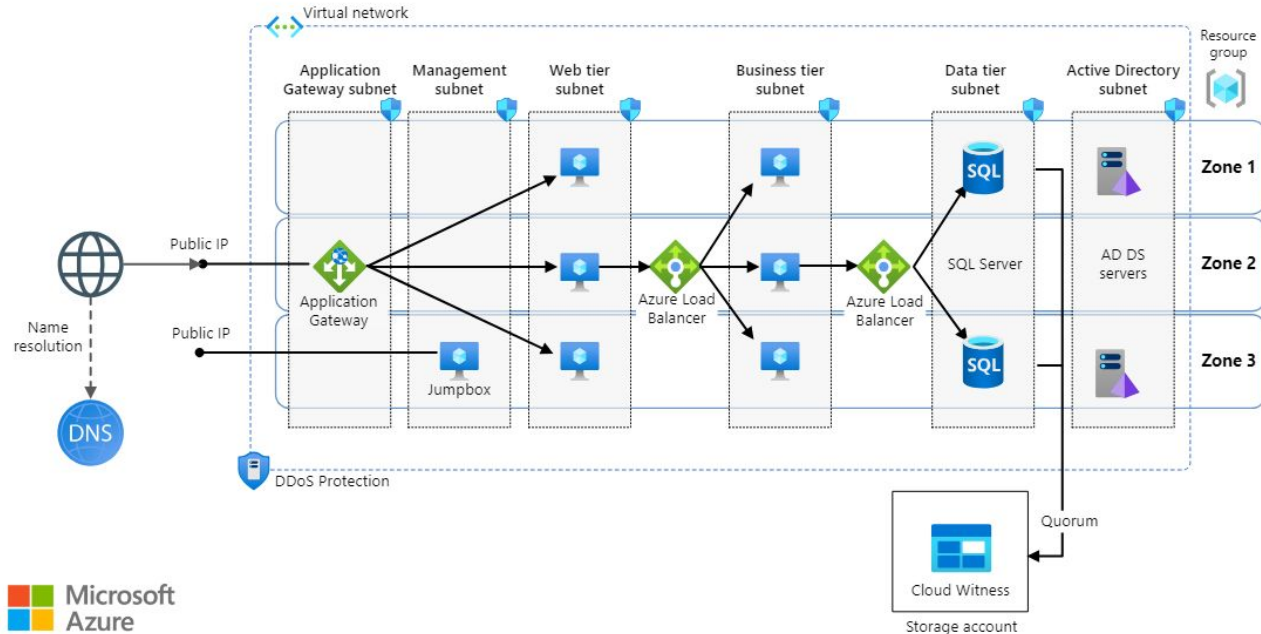 Virtual network
Resource
group
Application
Gateway subnet
Management
subnet
Web tier
subnet
Business tier
subnet
Data tier
subnet
Active Directory
subnet
SQL
Zone 1
Public IP
Application
Gateway
Azure Load
Balancer
Azure Load
Balancer
SQL Server
AD DS
servers
Zone 2
Name
resolution
Public IP
Jumpbox
SQL
Zone 3
DNS
DDoS Protection
Quorum
Cloud Witness
Storage account
Microsoft
Azure